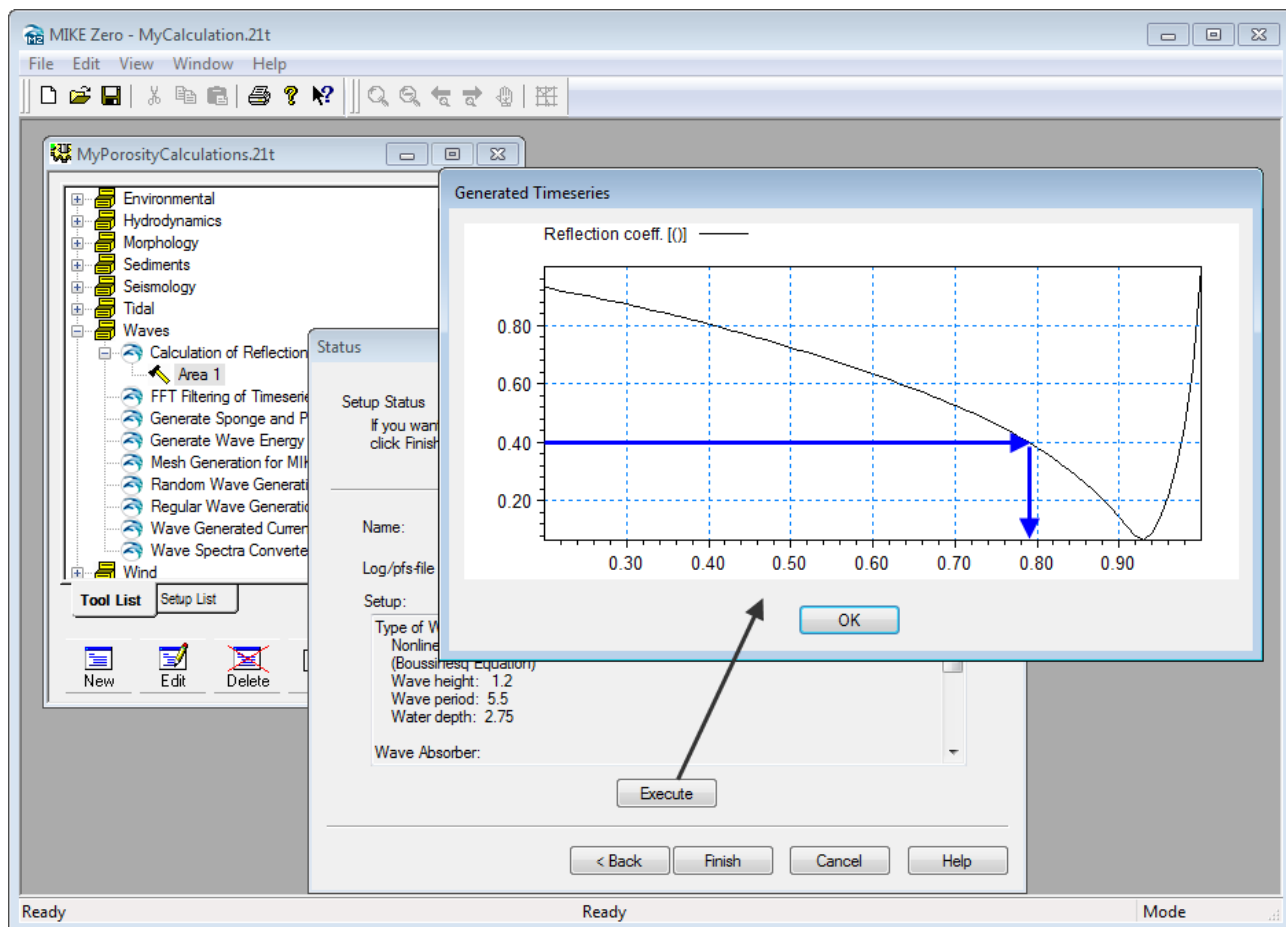 MIKE Zero - MyCalculation.21t
File Edit View Window Help
MyPorosityCalculations.21t
Environmental
Hydrodynamics
Morphology
Sediments
Seismology
Tidal
Waves
Calculation of Reflection
Area 1
FFT Filtering of Timeserie
Generate Sponge and P
Generate Wave Energy
Mesh Generation for MIK
Random Wave Generati
Regular Wave Generatio
Wave Generated Curren
Wave Spectra Converte
Wind
Tool List Setup List
New Edit Delete
Status
Setup Status
If you wan
click Finish
Name:
Log/pfs-file
Setup:
Type of W
Nonline
(Boussinesq Equation)
Wave height: 1.2
Wave period: 5.5
Water depth: 2.75
Wave Absorber:
Execute
< Back Finish Cancel Help
Generated Timeseries
Reflection coeff. [()]
0.80
0.60
0.40
0.20
0.30 0.40 0.50 0.60 0.70 0.80 0.90
OK
Ready Ready Mode